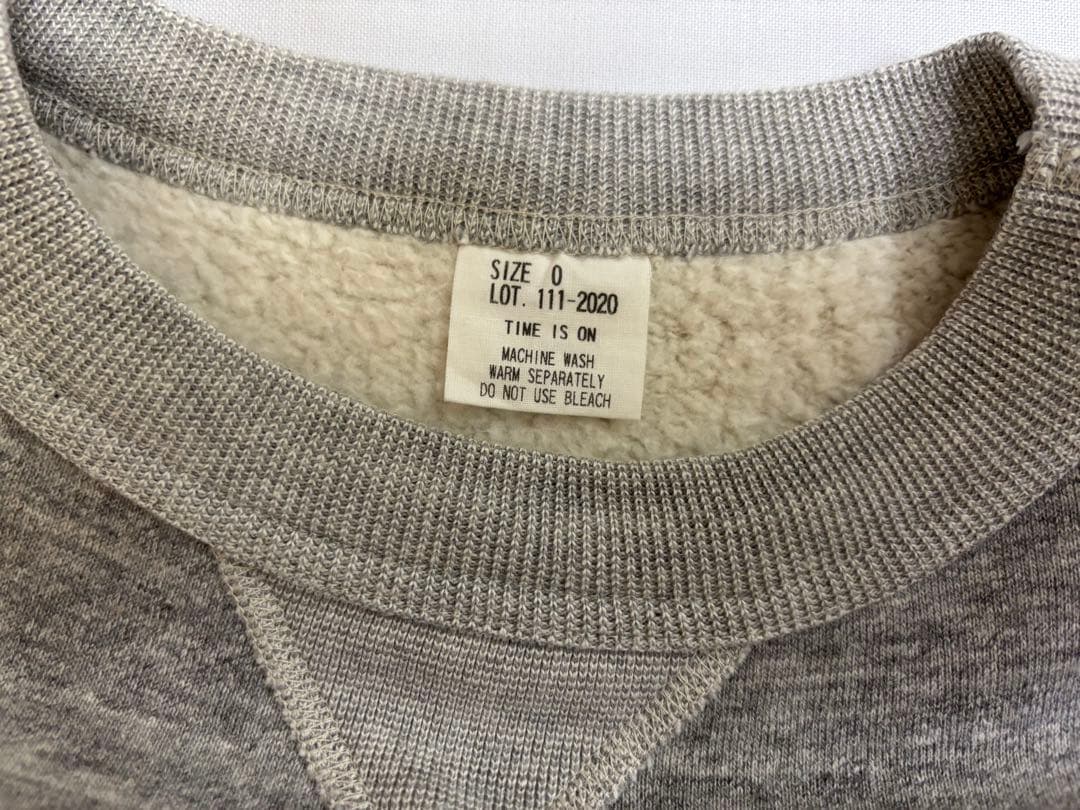 SIZE 0
LOT. 111-2020
TIME IS ON
MACHINE WASH
WARM SEPARATELY
DO NOT USE BLEACH